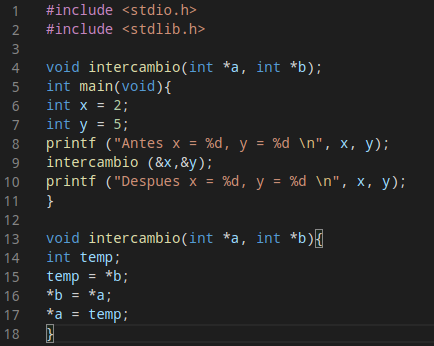 1 #include <stdio.h>
2 #include <stdlib.h>
3
4 void intercambio(int *a, int *b);
5 int main(void){
6 int x = 2;
7 int y = 5;
8 printf ("Antes x = %d, y = %d \n", x, y);
9 intercambio (&x,&y);
10 printf ("Despues x = %d, y = %d \n", x, y);
11 }
12
13 void intercambio(int *a, int *b){
14 int temp;
15 temp = *b;
16 *b = *a;
17 *a = temp;
18 }